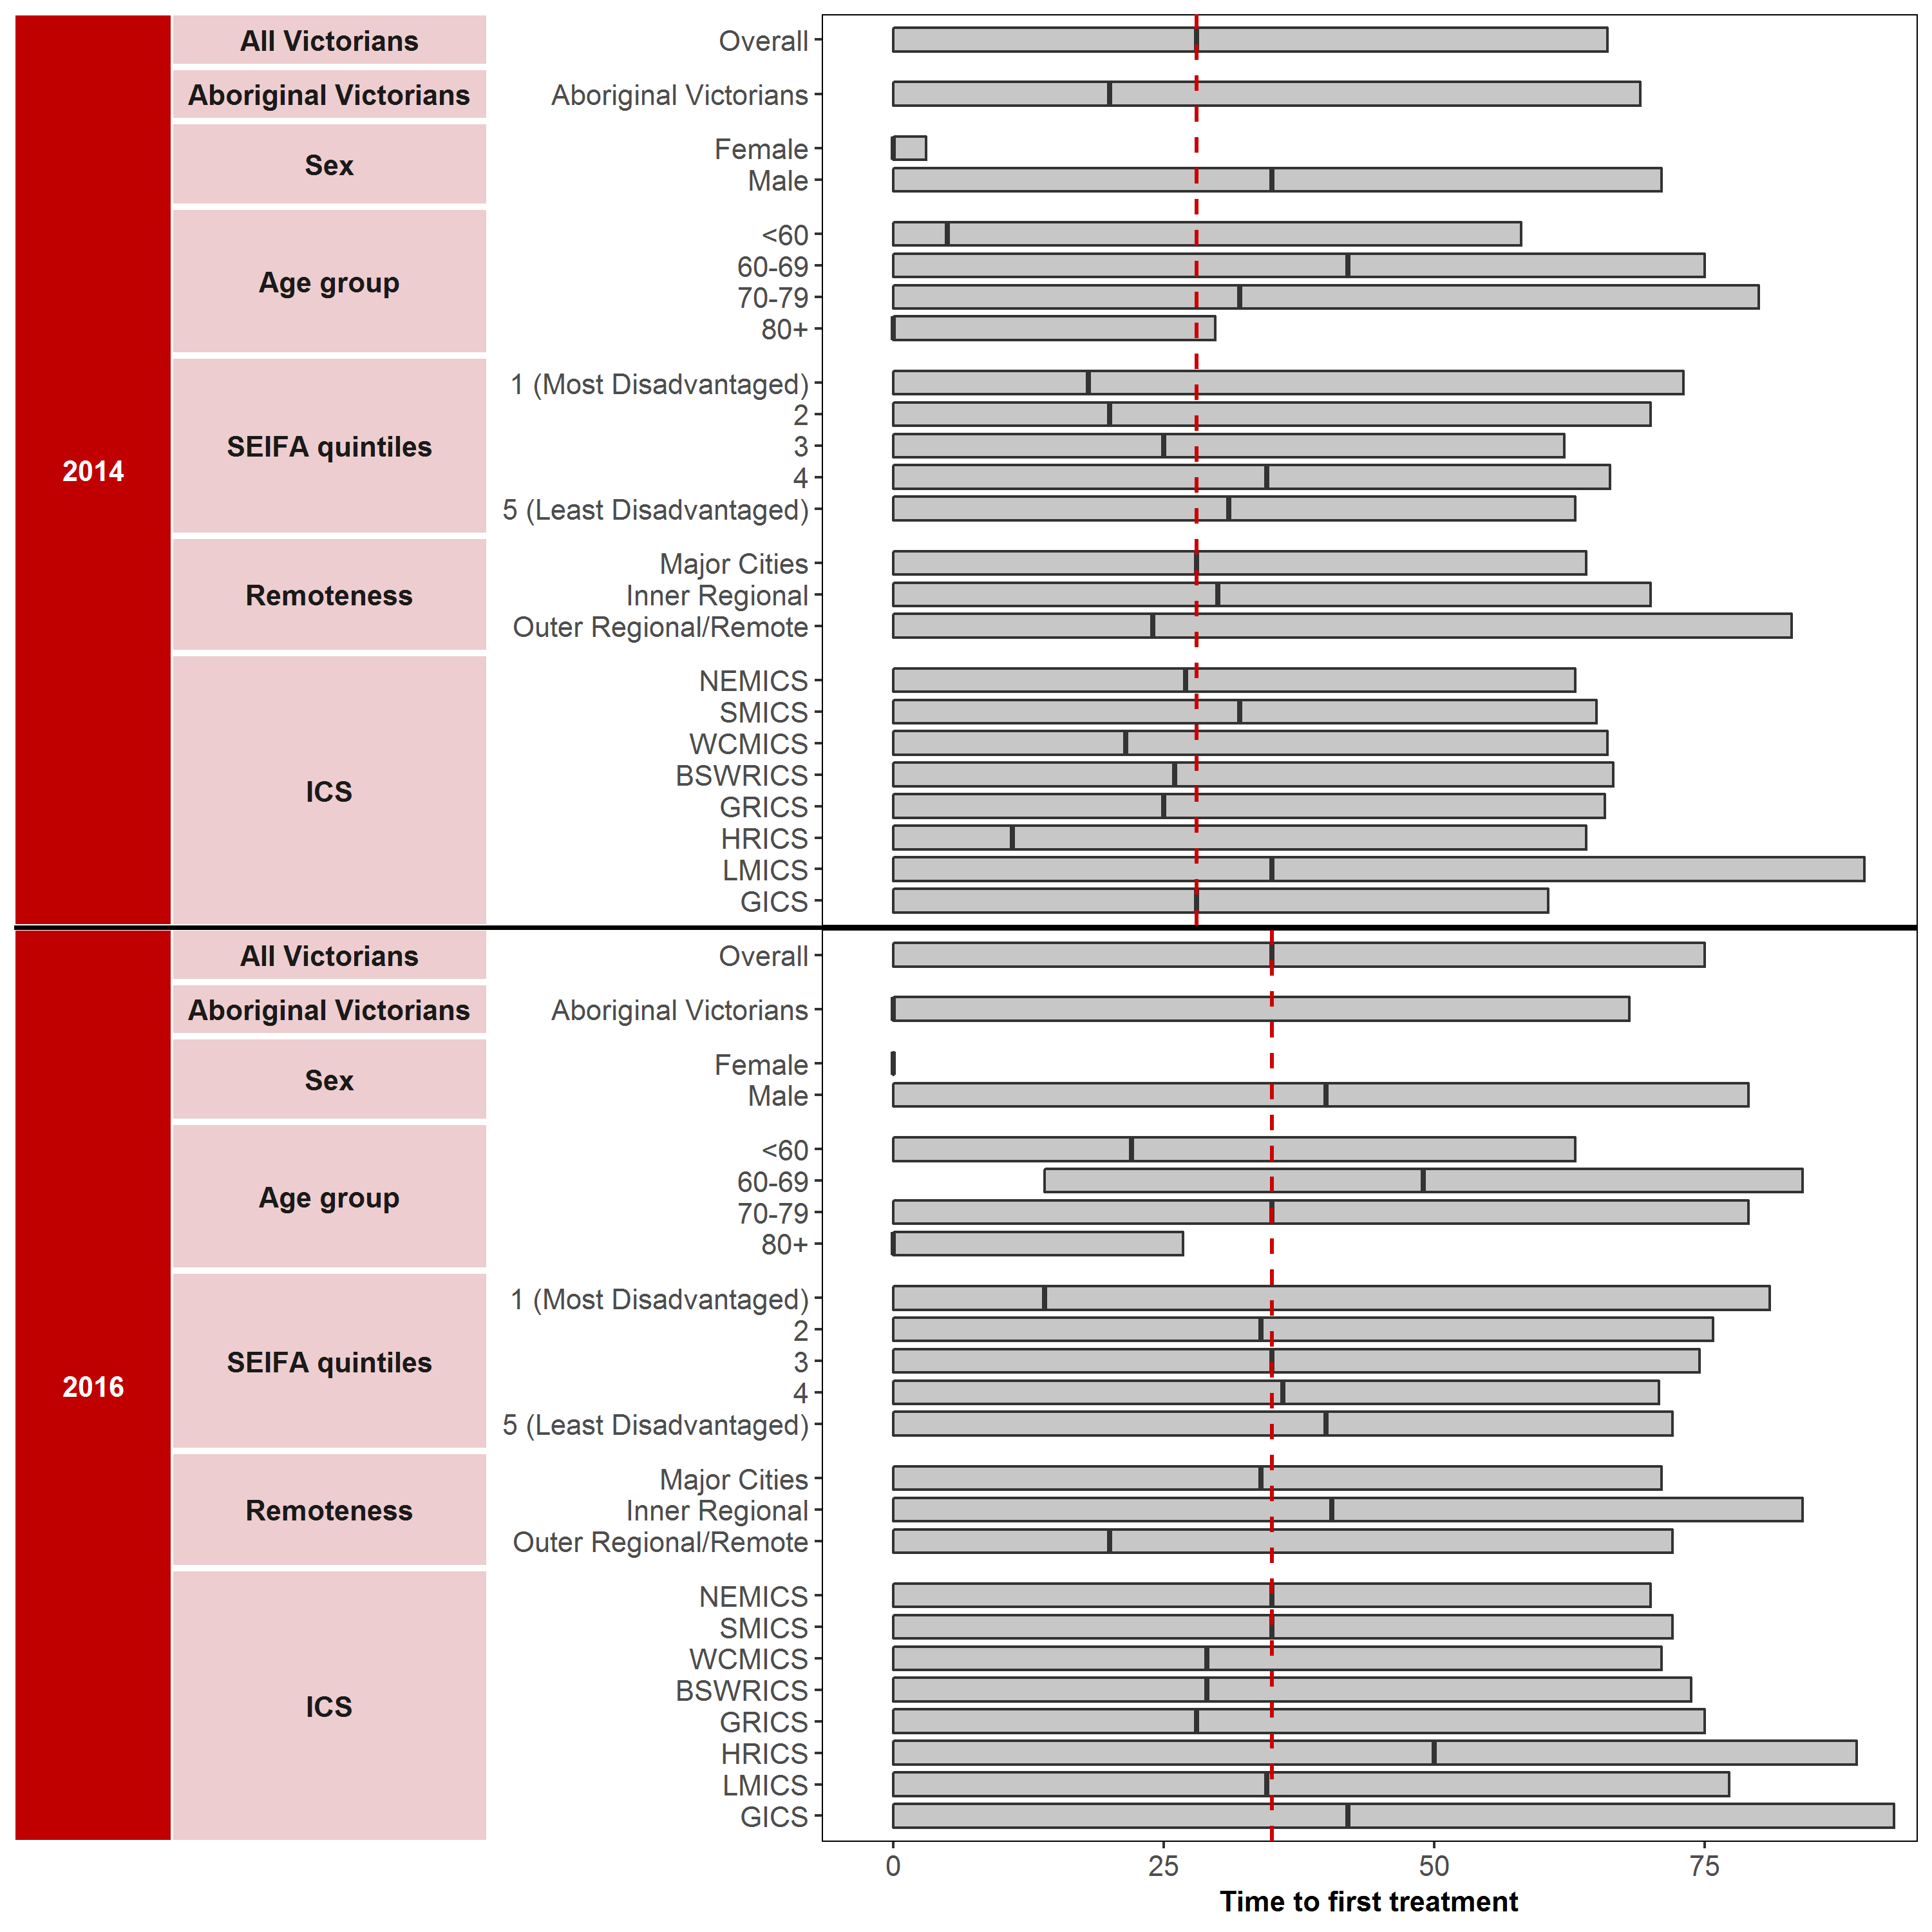 2014
All Victorians
Overall
Aboriginal Victorians
Aboriginal Victorians
Sex
Female
Male
Age group
<60
60-69
70-79
80+
SEIFA quintiles
1 (Most Disadvantaged)
2
3
4
5 (Least Disadvantaged)
Remoteness
Major Cities
Inner Regional
Outer Regional/Remote
ICS
NEMICS
SMICS
WCMICS
BSWRICS
GRICS
HRICS
LMICS
GICS
2016
All Victorians
Overall
Aboriginal Victorians
Aboriginal Victorians
Sex
Female
Male
Age group
<60
60-69
70-79
80+
SEIFA quintiles
1 (Most Disadvantaged)
2
3
4
5 (Least Disadvantaged)
Remoteness
Major Cities
Inner Regional
Outer Regional/Remote
ICS
NEMICS
SMICS
WCMICS
BSWRICS
GRICS
HRICS
LMICS
GICS
0 25 50 75
Time to first treatment